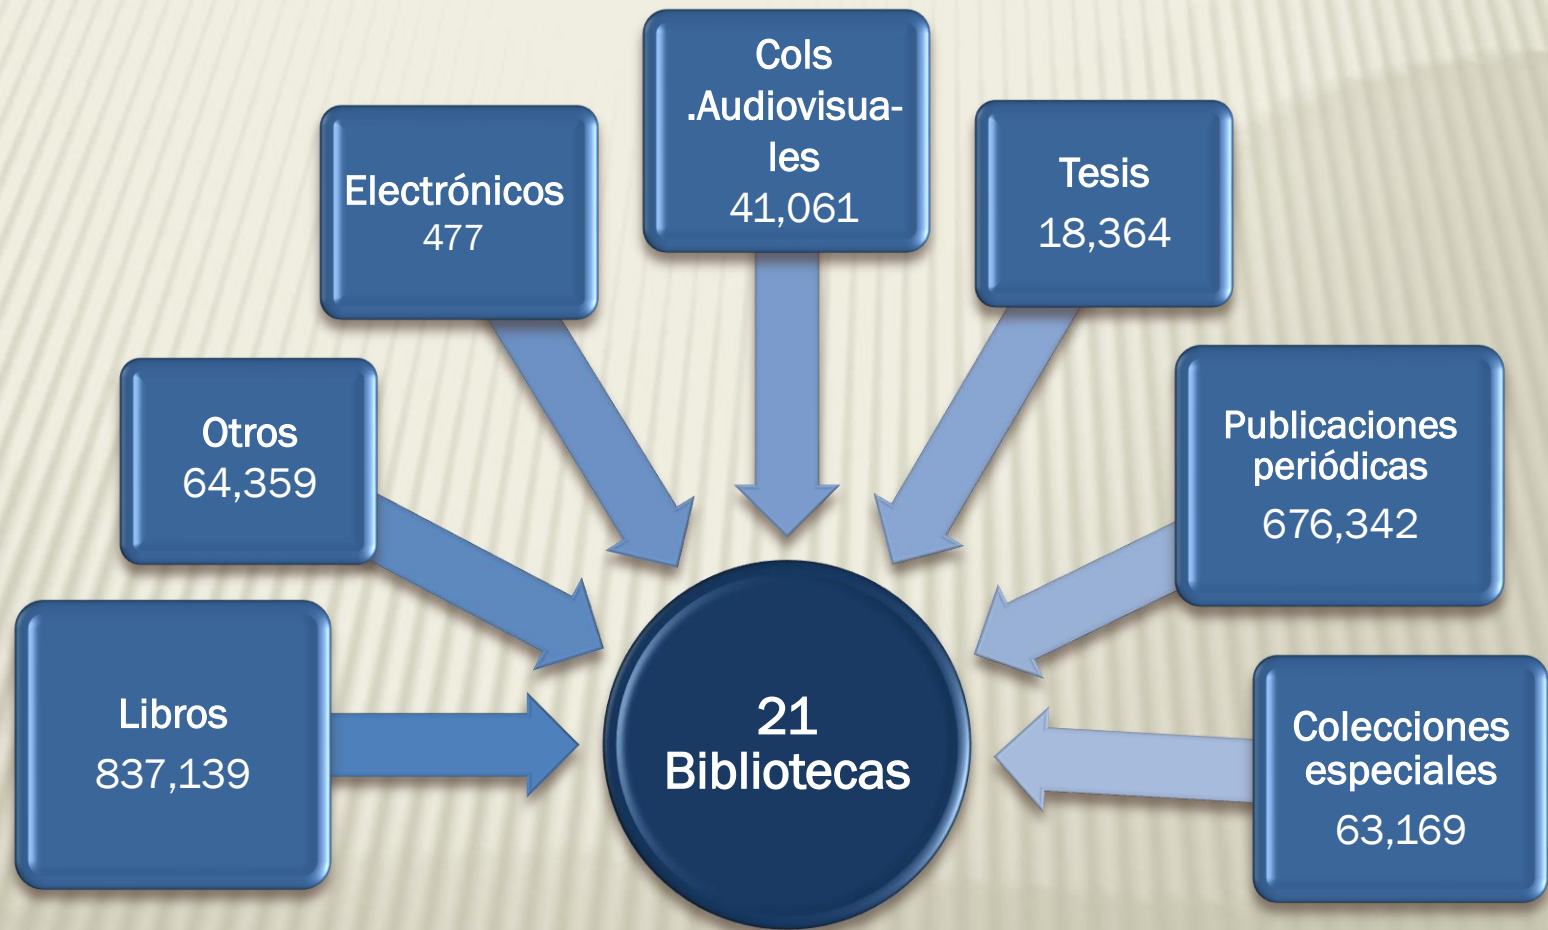 Cols
.Audiovisua-
les
41,061
Electrónicos
477
Tesis
18,364
Otros
64,359
Publicaciones
periódicas
676,342
Libros
837,139
21
Bibliotecas
Colecciones
especiales
63,169